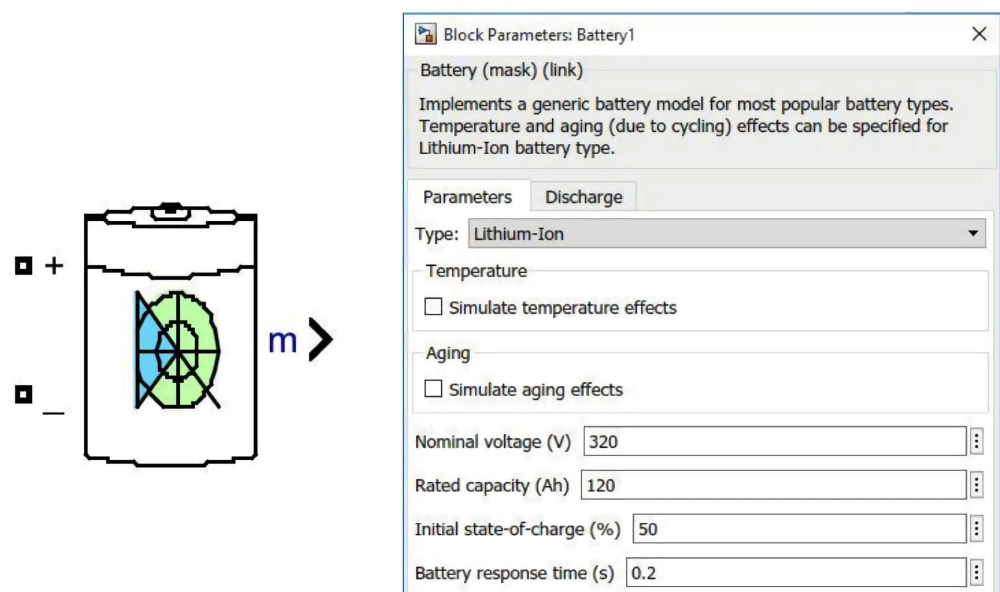 +
_
m
Block Parameters: Battery1
Battery (mask) (link)
Implements a generic battery model for most popular battery types.
Temperature and aging (due to cycling) effects can be specified for
Lithium-Ion battery type.
Parameters Discharge
Type: Lithium-Ion
Temperature
Simulate temperature effects
Aging
Simulate aging effects
Nominal voltage (V) 320
Rated capacity (Ah) 120
Initial state-of-charge (%) 50
Battery response time (s) 0.2